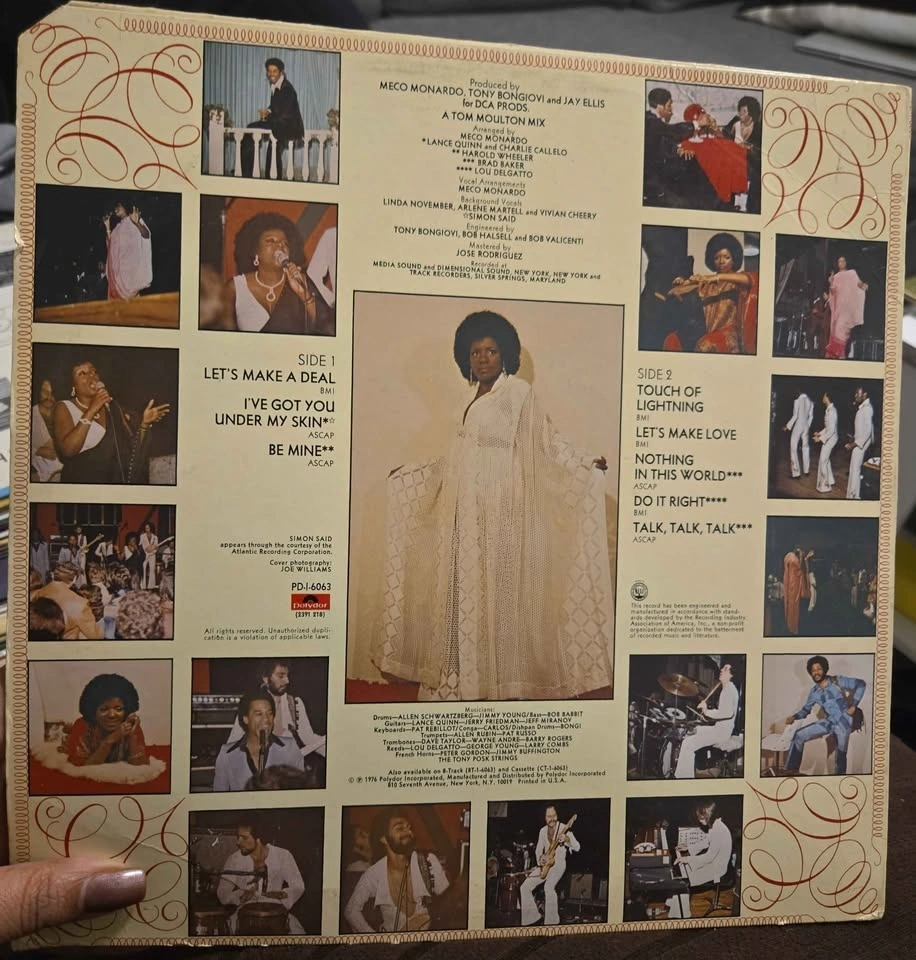 Produced by
MECO MONARDO, TONY BONGIOVI and JAY ELLIS
for DCA PRODS.
A TOM MOULTON MIX
Arranged by
MECO MONARDO
*LANCE QUINN and CHARLIE CALLELO
** HAROLD WHEELER
*** BRAD BAKER
**** LOU DELGATTO
Vocal Arrangements
MECO MONARDO
Background Vocals
LINDA NOVEMBER, ARLENE MARTELL and VIVIAN CHEERY
☆SIMON SAID
Engineered by
TONY BONGIOVI, BOB HALSELL and BOB VALICENTI
Mastered by
JOSE RODRIGUEZ
Recorded at
MEDIA SOUND and DIMENSIONAL SOUND, NEW YORK, NEW YORK and
TRACK RECORDERS, SILVER SPRINGS, MARYLAND
SIDE 1
LET'S MAKE A DEAL
BMI
I'VE GOT YOU
UNDER MY SKIN*☆
ASCAP
BE MINE**
ASCAP
SIMON SAID
appears through the courtesy of the
Atlantic Recording Corporation.
Cover photography:
JOE WILLIAMS
PD-1-6063
Polydor
(2391 218)
All rights reserved. Unauthorized dupli-
cation is a violation of applicable laws.
SIDE 2
TOUCH OF
LIGHTNING
BMI
LET'S MAKE LOVE
BMI
NOTHING
IN THIS WORLD***
ASCAP
DO IT RIGHT****
BMI
TALK, TALK, TALK***
ASCAP
This record has been engineered and
manufactured in accordance with stand-
ards developed by the Recording Industry
Association of America, Inc., a non-profit
organization dedicated to the betterment
of recorded music and literature.
Musicians:
Drums—ALLEN SCHWARTZBERG—JIMMY YOUNG/Bass—BOB BABBIT
Guitars—LANCE QUINN—JERRY FRIEDMAN—JEFF MIRANOV
Keyboards—PAT REBILLOT/Conga—CARLOS/Dishpan Drums—BONGI
Trumpets—ALLEN RUBIN—PAT RUSSO
Trombones—DAVE TAYLOR—WAYNE ANDRE—BARRY ROGERS
Reeds—LOU DELGATTO—GEORGE YOUNG—LARRY COMBS
French Horns—PETER GORDON—JIMMY BUFFINGTON
THE TONY POSK STRINGS
Also available on 8-Track (8T-1-6063) and Cassette (CT-1-6063)
© ℗ 1976 Polydor Incorporated, Manufactured and Distributed by Polydor Incorporated
810 Seventh Avenue, New York, N.Y. 10019 Printed in U.S.A.